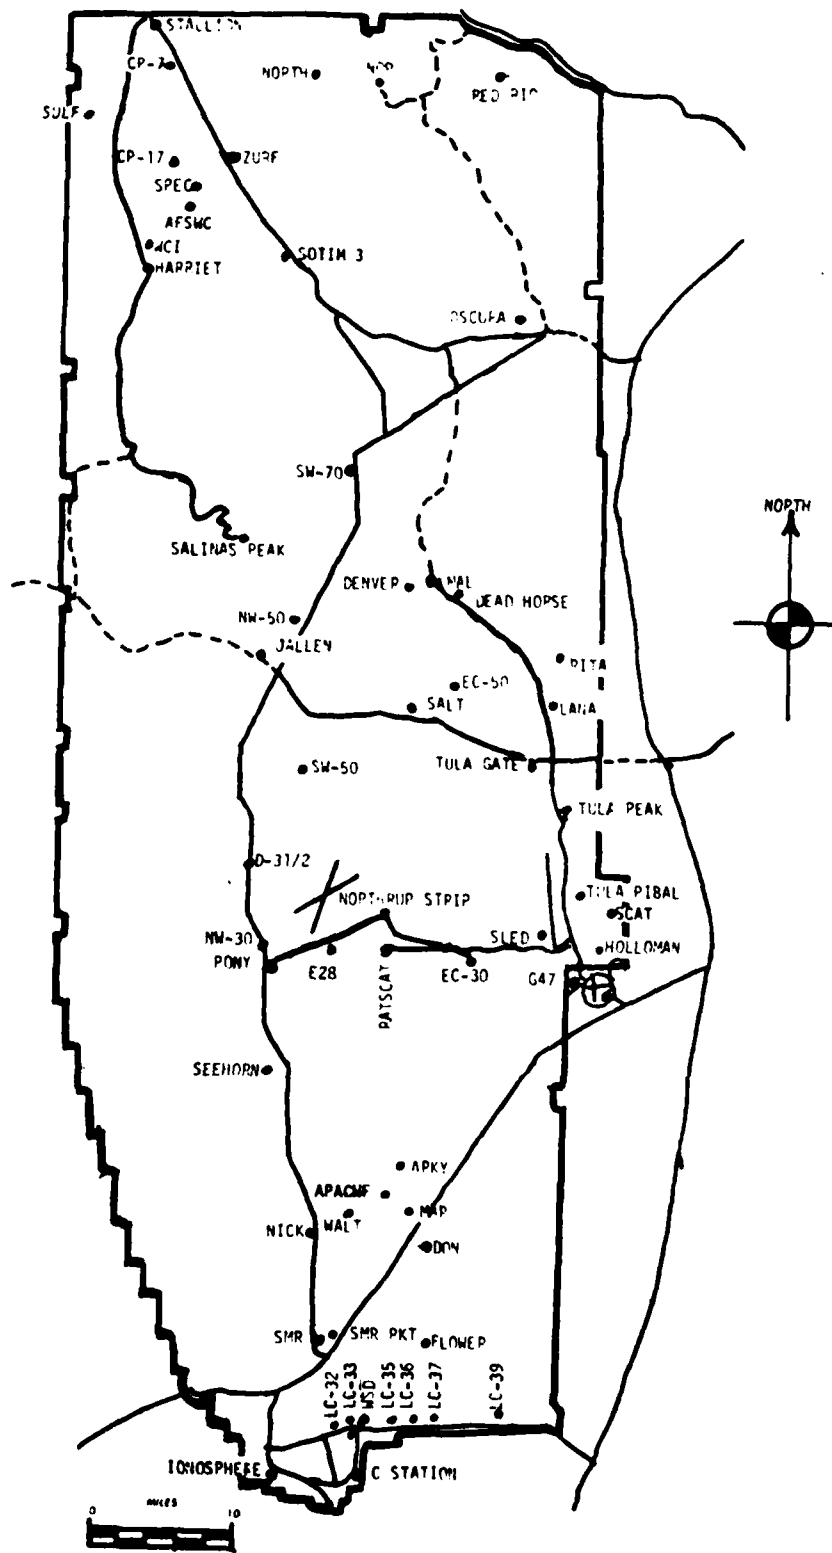 STALLION
CP-7
NORTH
NOP
RED RIO
SULF
CP-17
ZURF
SPEC
AFSWC
WCI
HARRIET
SOTIM 3
OSCURA
SW-70
NORTH
SALINAS PEAK
DENVER
DEAD HORSE
NW-50
JALLEN
RITA
EC-50
SALT
LANA
SW-50
TULA GATE
TULA PEAK
D-31/2
NORTHRUP STRIP
TULA PIBAL
SCAT
NW-30
SLED
HOLLOMAN
PONY
E28
RATSCAT
EC-30
G47
SEEHORN
APKY
APACHE
NICK
WALT
MAP
DON
SMR
SMR PKT
FLOWER
LC-32
LC-33
WSD
LC-35
LC-36
LC-37
LC-39
IONOSPHERE
C STATION
0 MILES 10